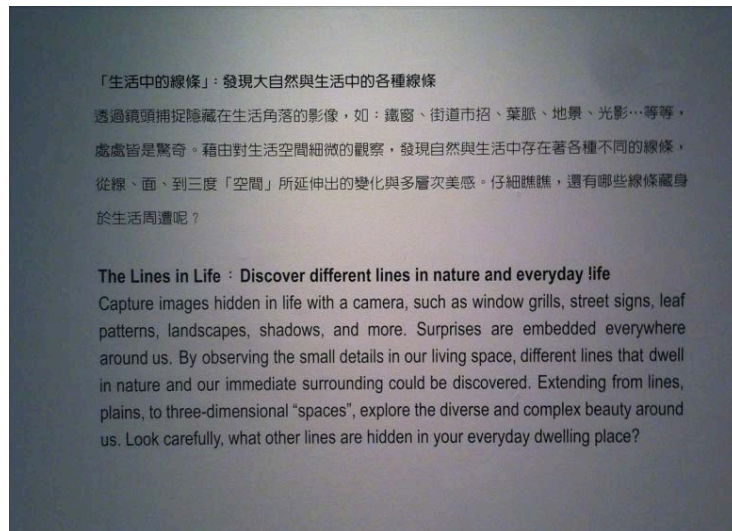 「生活中的線條」：發現大自然與生活中的各種線條
透過鏡頭捕捉隱藏在生活角落的影像，如：鐵窗、街道市招、葉脈、地景、光影…等等，
處處皆是驚奇。藉由對生活空間細微的觀察，發現自然與生活中存在著各種不同的線條，
從線、面、到三度「空間」所延伸出的變化與多層次美感。仔細瞧瞧，還有哪些線條藏身
於生活周遭呢？
The Lines in Life：Discover different lines in nature and everyday life
Capture images hidden in life with a camera, such as window grills, street signs, leaf
patterns, landscapes, shadows, and more. Surprises are embedded everywhere
around us. By observing the small details in our living space, different lines that dwell
in nature and our immediate surrounding could be discovered. Extending from lines,
plains, to three-dimensional “spaces”, explore the diverse and complex beauty around
us. Look carefully, what other lines are hidden in your everyday dwelling place?